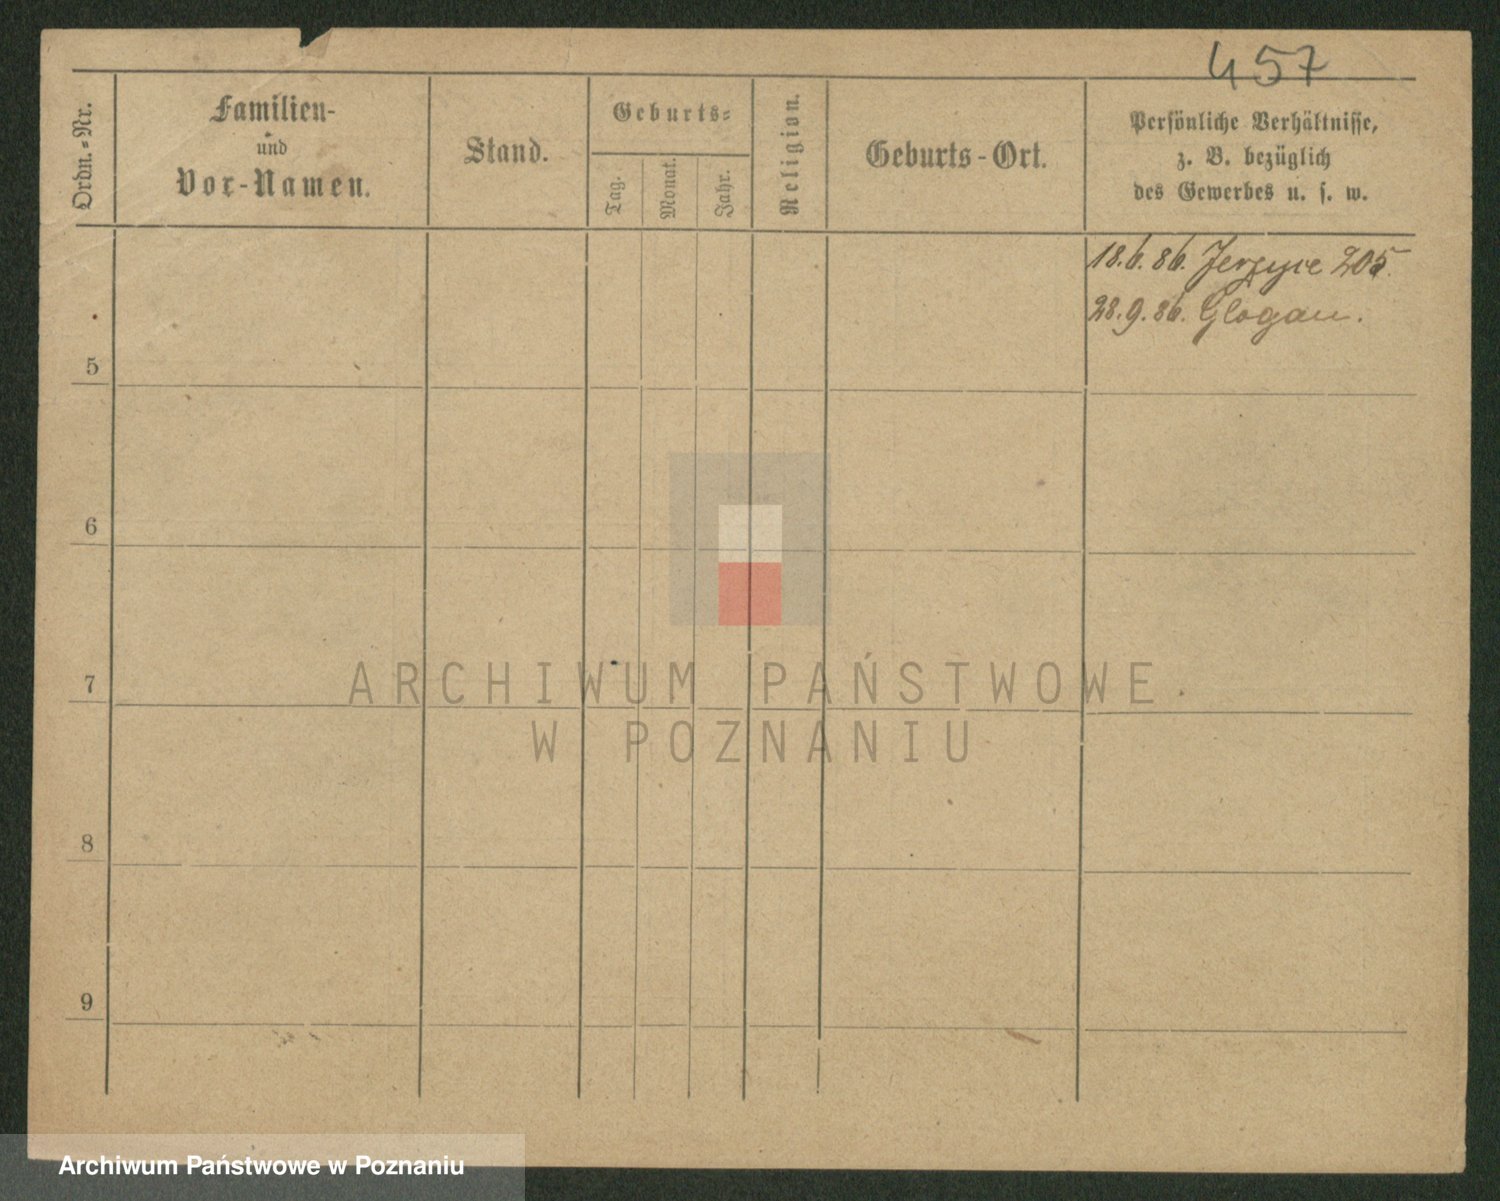 457
Ordn.-Nr.
Familien-
und
Vor-Namen.
Stand.
Geburts-
Tag.
Monat.
Jahr.
Religion.
Geburts-Ort.
Persönliche Verhältnisse,
z. B. bezüglich
des Gewerbes u. s. w.
18.6.86. Jerzyce 205.
28.9.86. Glogau.
5
6
7
8
9
ARCHIWUM PAŃSTWOWE
W POZNANIU
Archiwum Państwowe w Poznaniu